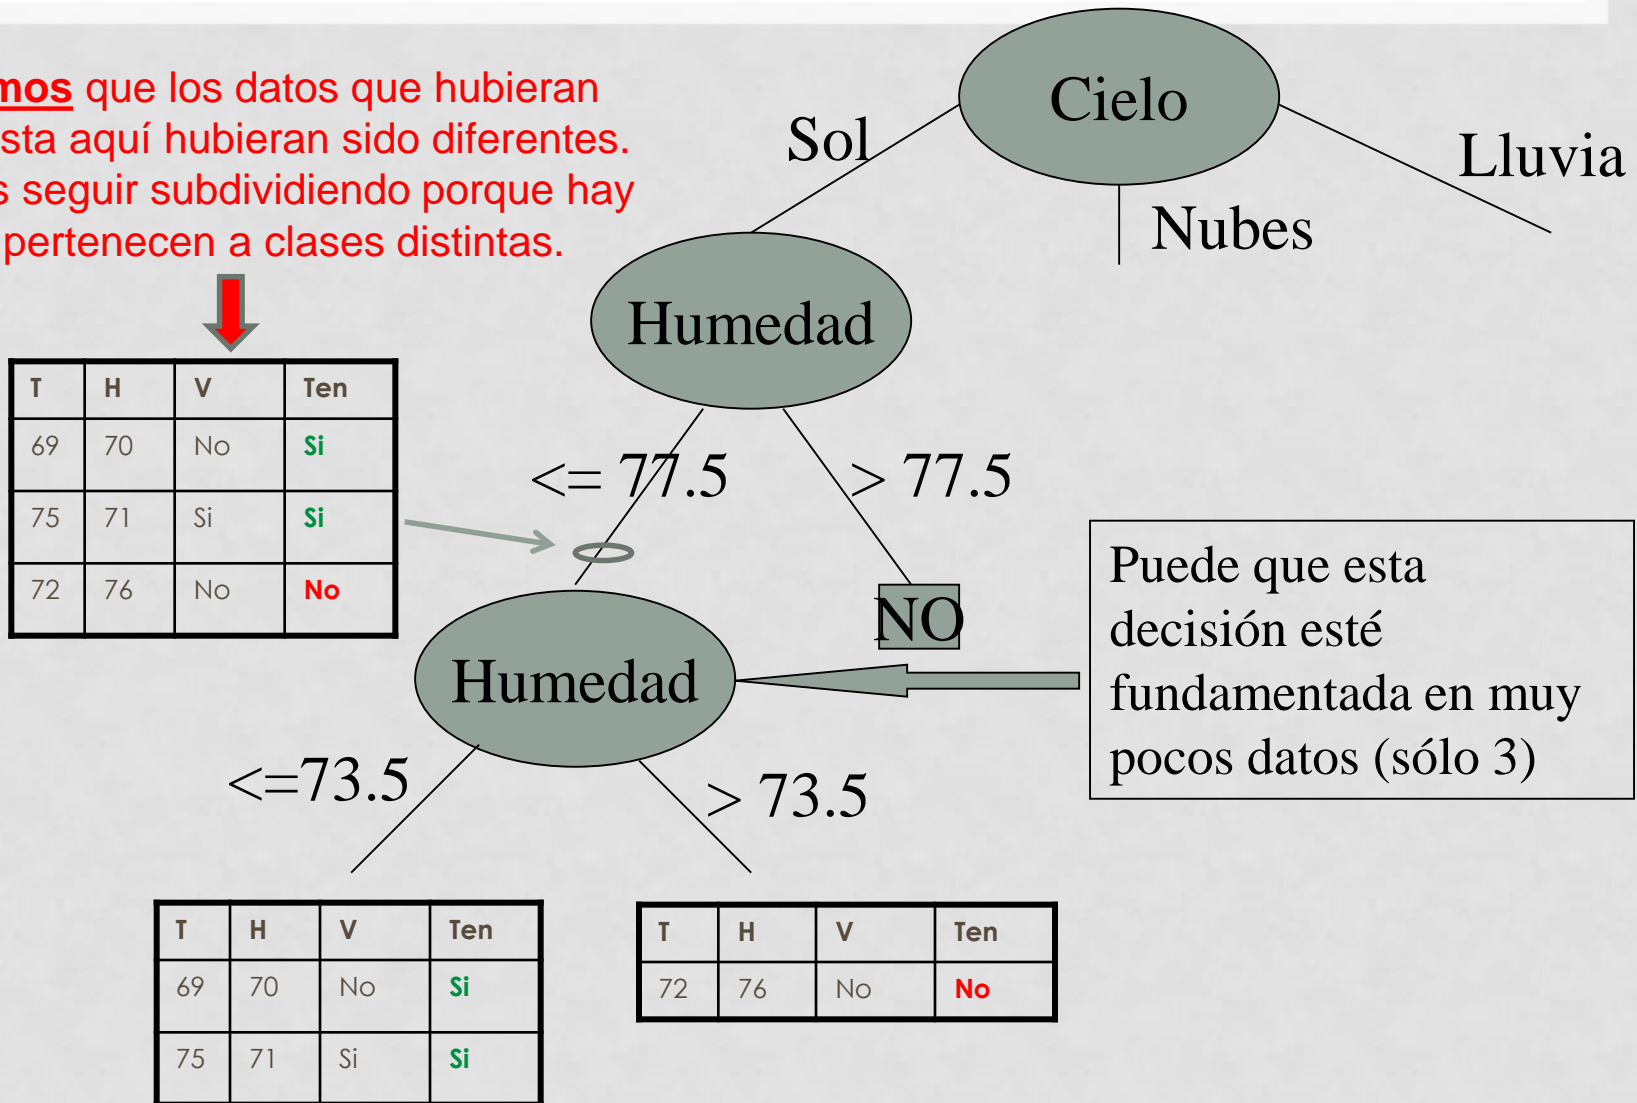 mos que los datos que hubieran
sta aquí hubieran sido diferentes.
s seguir subdividiendo porque hay
pertenecen a clases distintas.
Cielo
Sol
Nubes
Lluvia
Humedad
<= 77.5
> 77.5
T H V Ten
69 70 No Si
75 71 Si Si
72 76 No No
NO
Humedad
Puede que esta
decisión esté
fundamentada en muy
pocos datos (sólo 3)
<=73.5
> 73.5
T H V Ten
69 70 No Si
75 71 Si Si
T H V Ten
72 76 No No